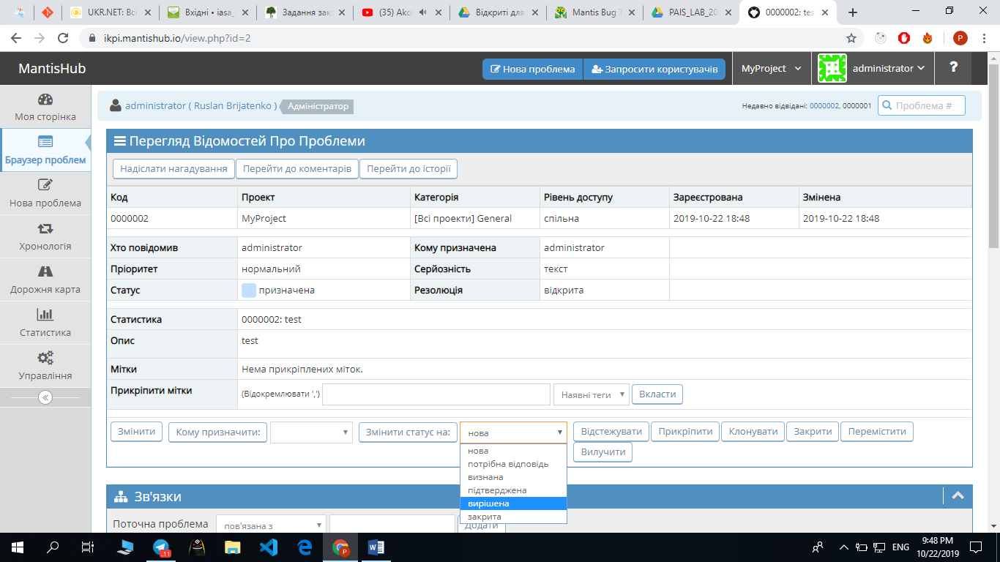 UKR.NET: Всі
Вхідні • iasa_
Задання зак
(35) Ako
Відкриті для
Mantis Bug T
PAIS_LAB_20
0000002: tes
ikpi.mantishub.io/view.php?id=2
P
MantisHub
Нова проблема
Запросити користувачів
MyProject
administrator
?
Моя сторінка
Браузер проблем
Нова проблема
Хронологія
Дорожня карта
Статистика
Управління
administrator ( Ruslan Brijatenko )
Адміністратор
Недавно відвідані: 0000002, 0000001
Проблема #
Перегляд Відомостей Про Проблеми
Надіслати нагадування
Перейти до коментарів
Перейти до історії
Код Проект Категорія Рівень доступу Зареєстрована Змінена
0000002 MyProject [Всі проекти] General спільна 2019-10-22 18:48 2019-10-22 18:48
Хто повідомив administrator Кому призначена administrator
Пріоритет нормальний Серйозність текст
Статус призначена Резолюція відкрита
Статистика 0000002: test
Опис test
Мітки Нема прикріплених міток.
Прикріпити мітки (Відокремлювати ',') Наявні теги Вкласти
Змінити Кому призначити: Змінити статус на: нова Відстежувати Прикріпити Клонувати Закрити Перемістити
Вилучити
нова
потрібна відповідь
визнана
підтверджена
вирішена
закрита
Зв'язки
Поточна проблема пов'язана з Додати
11
P
ENG
9:48 PM
10/22/2019